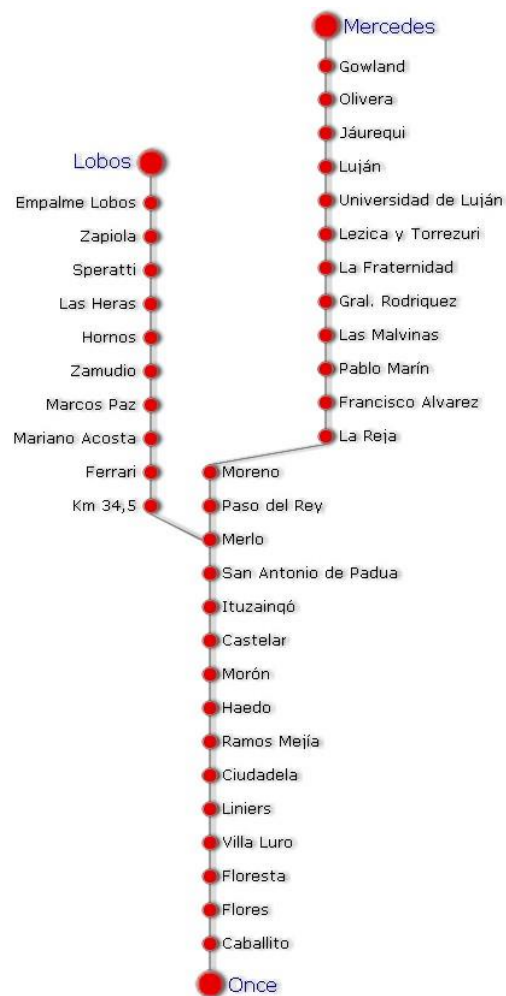 Mercedes
Gowland
Olivera
Jáurequi
Luján
Universidad de Luján
Lezica y Torrezuri
La Fraternidad
Gral. Rodriquez
Las Malvinas
Pablo Marín
Francisco Alvarez
La Reja
Lobos
Empalme Lobos
Zapiola
Speratti
Las Heras
Hornos
Zamudio
Marcos Paz
Mariano Acosta
Ferrari
Km 34,5
Moreno
Paso del Rey
Merlo
San Antonio de Padua
Ituzainqó
Castelar
Morón
Haedo
Ramos Mejía
Ciudadela
Liniers
Villa Luro
Floresta
Flores
Caballito
Once